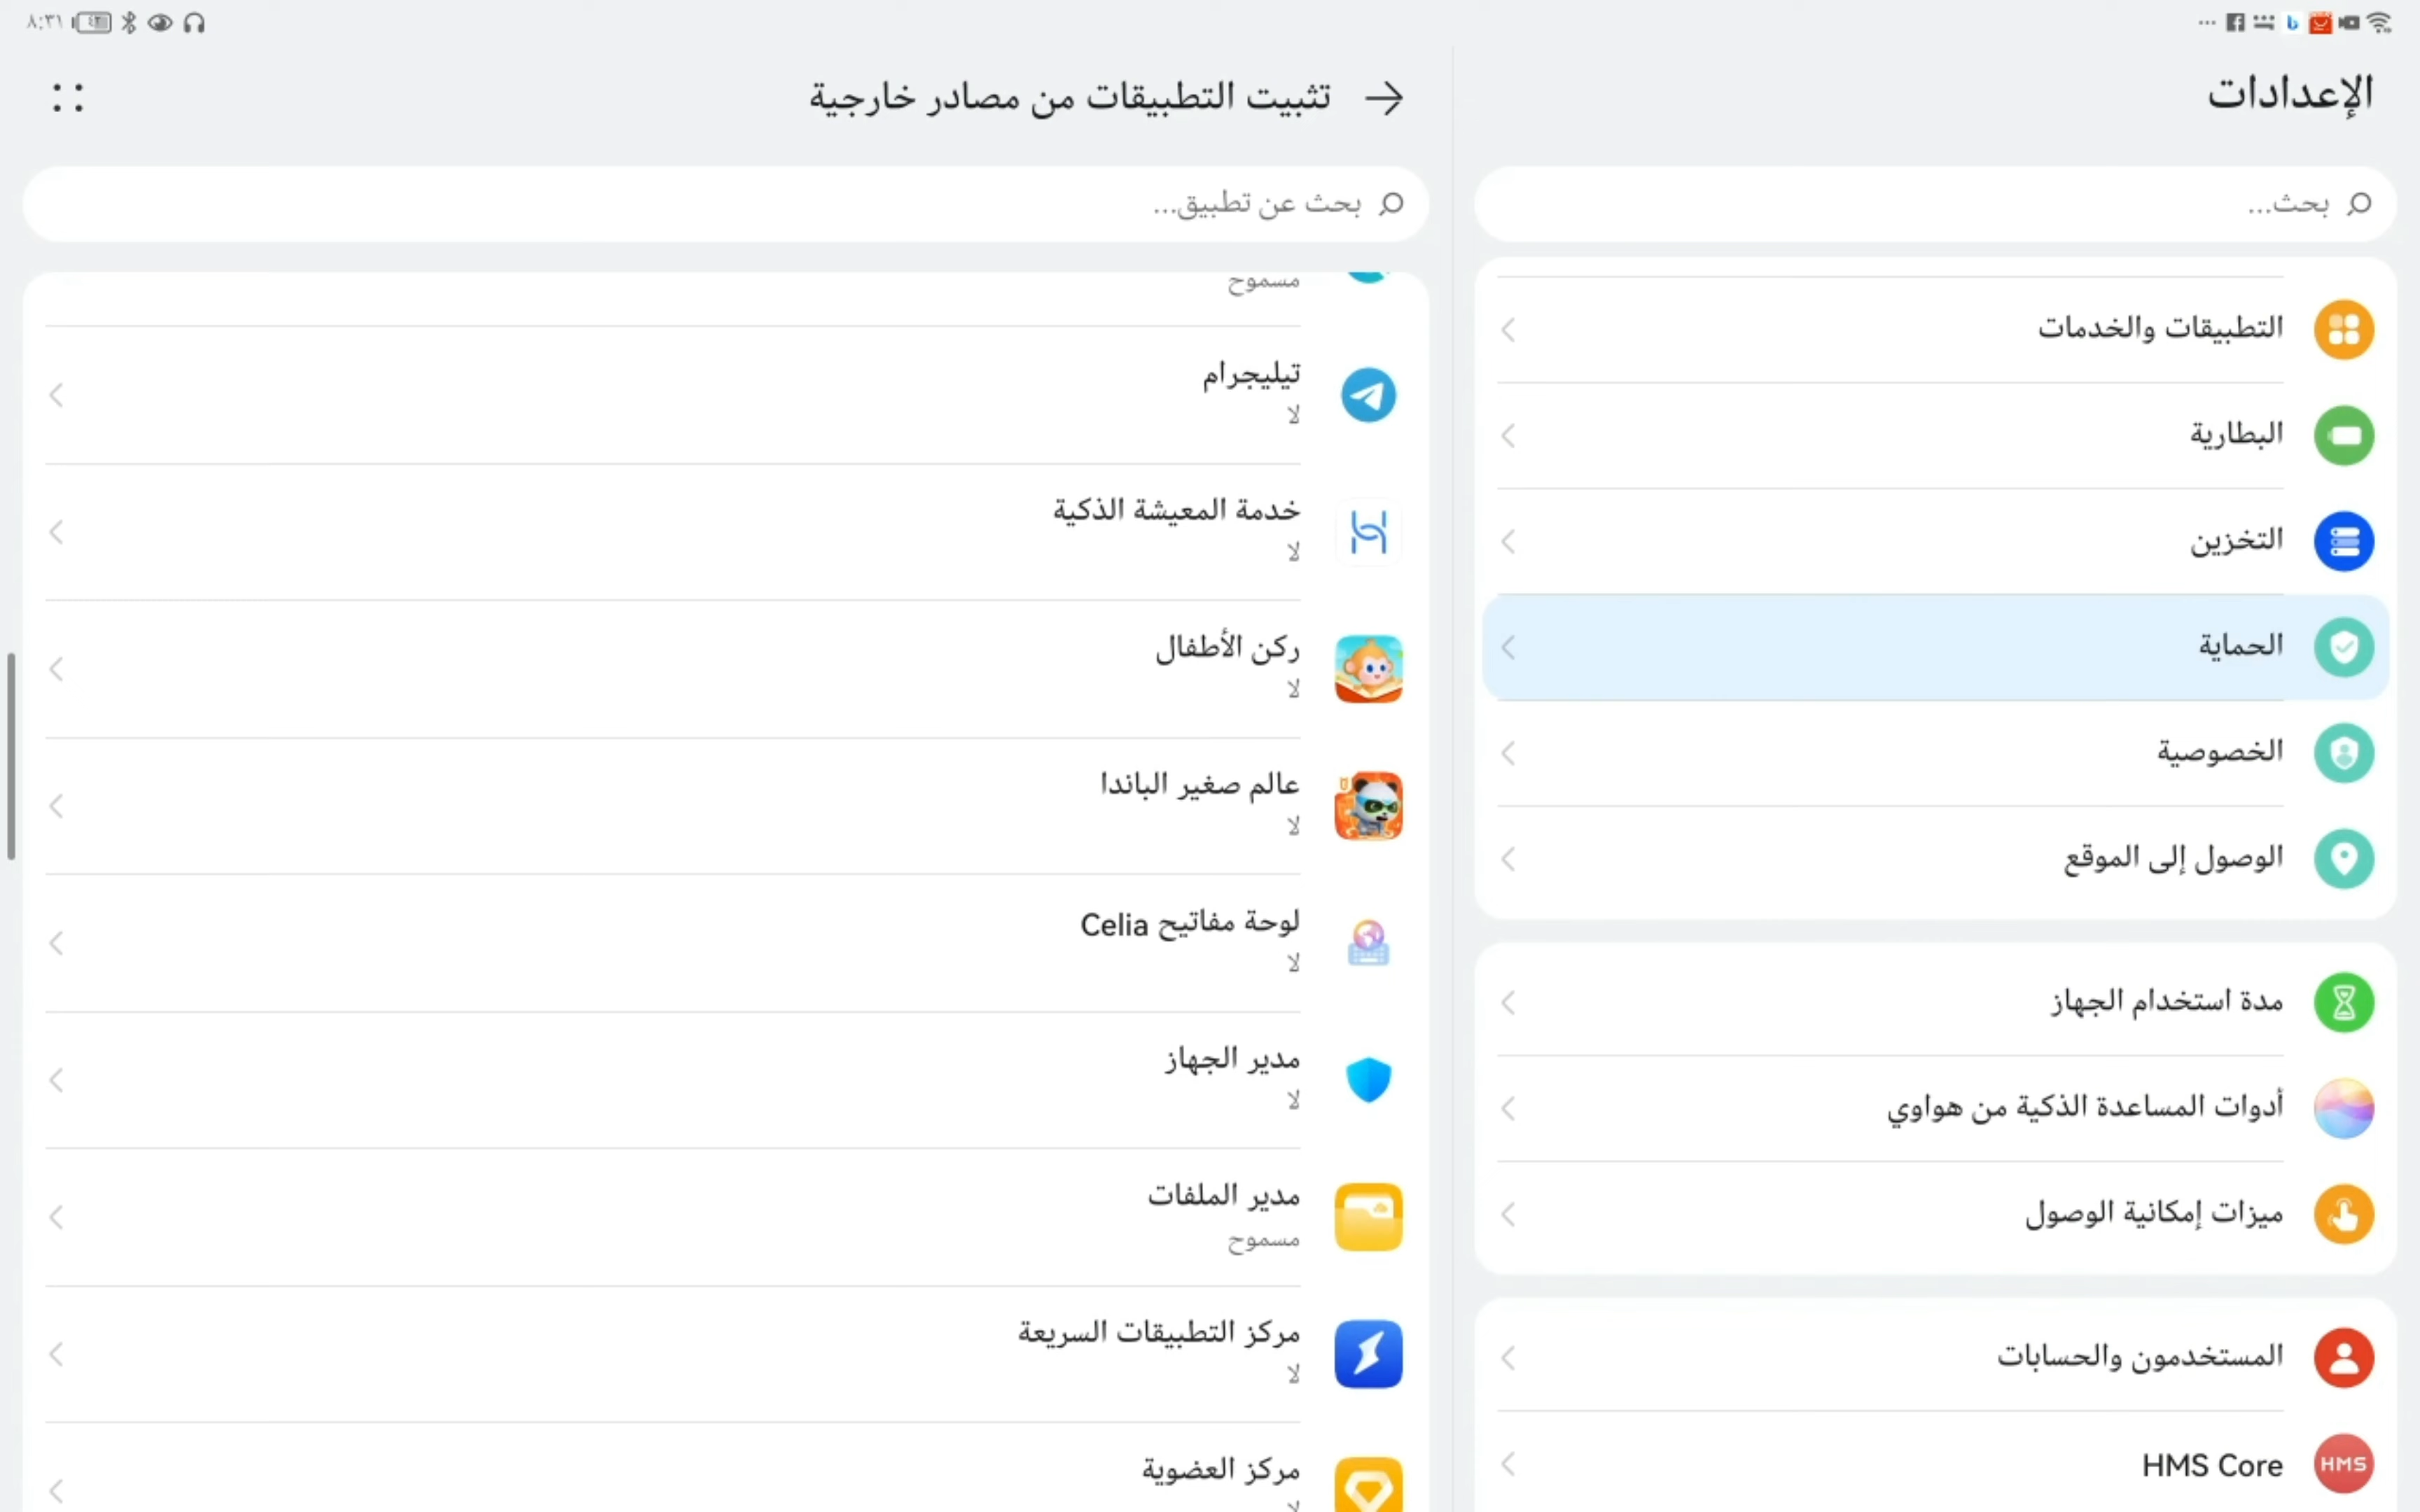 ٨:٣١
الإعدادات
بحث...
التطبيقات والخدمات
البطارية
التخزين
الحماية
الخصوصية
الوصول إلى الموقع
مدة استخدام الجهاز
أدوات المساعدة الذكية من هواوي
ميزات إمكانية الوصول
المستخدمون والحسابات
HMS
HMS Core
تثبيت التطبيقات من مصادر خارجية
بحث عن تطبيق...
مسموح
تيليجرام
لا
خدمة المعيشة الذكية
لا
ركن الأطفال
لا
عالم صغير الباندا
لا
لوحة مفاتيح Celia
لا
مدير الجهاز
لا
مدير الملفات
مسموح
مركز التطبيقات السريعة
لا
مركز العضوية